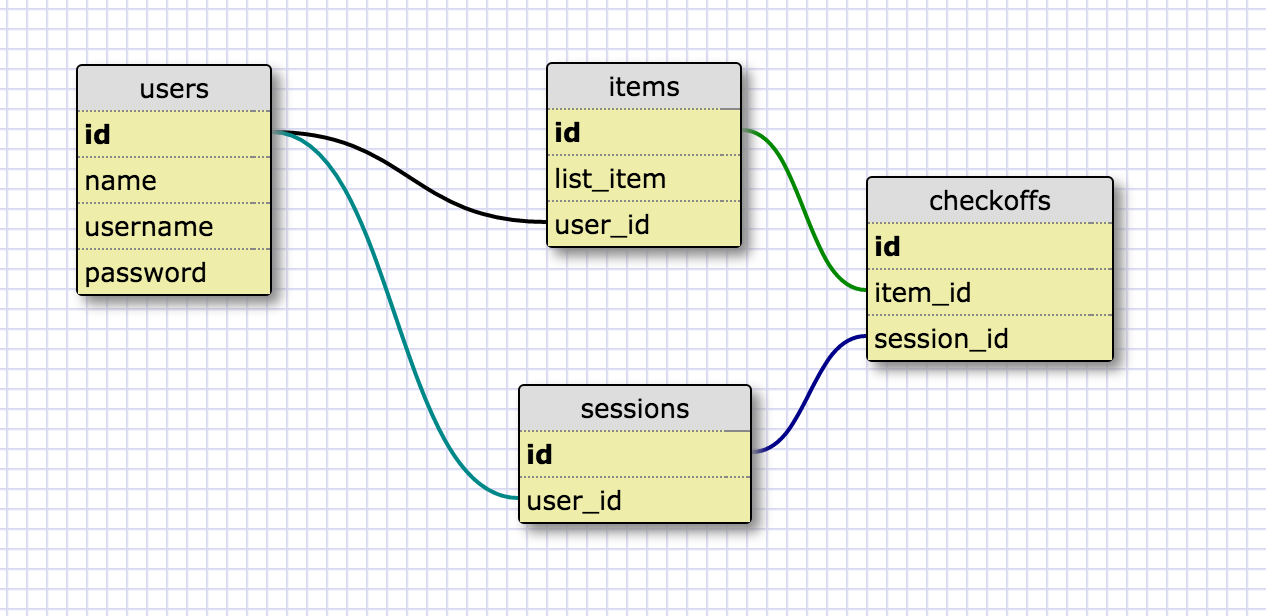 users
id
name
username
password
items
id
list_item
user_id
checkoffs
id
item_id
session_id
sessions
id
user_id